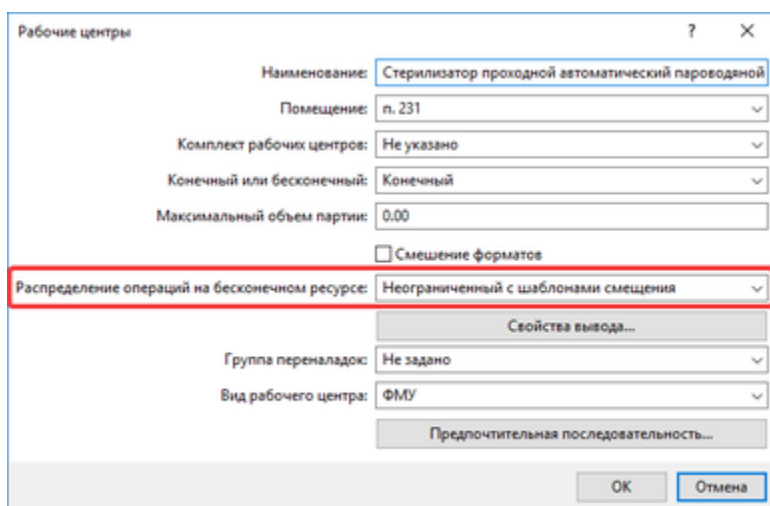 Рабочие центры
Наименование: Стерилизатор проходной автоматический пароводяной
Помещение: п. 231
Комплект рабочих центров: Не указано
Конечный или бесконечный: Конечный
Максимальный объем партии: 0.00
Смешение форматов
Распределение операций на бесконечном ресурсе: Неограниченный с шаблонами смещения
Свойства вывода...
Группа переналадок: Не задано
Вид рабочего центра: ФМУ
Предпочтительная последовательность...
ОК Отмена